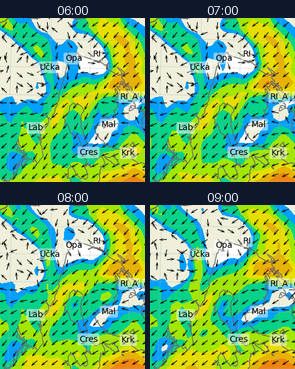 06:00 07:00
Opa RI Opa RI
Učka Učka
RI_A RI_A
Lab Mal Lab Mal
Cres Krk Cres Krk
08:00 09:00
Opa RI Opa RI
Učka Učka
RI_A RI_A
Lab Mal Lab Mal
Cres Krk Cres Krk